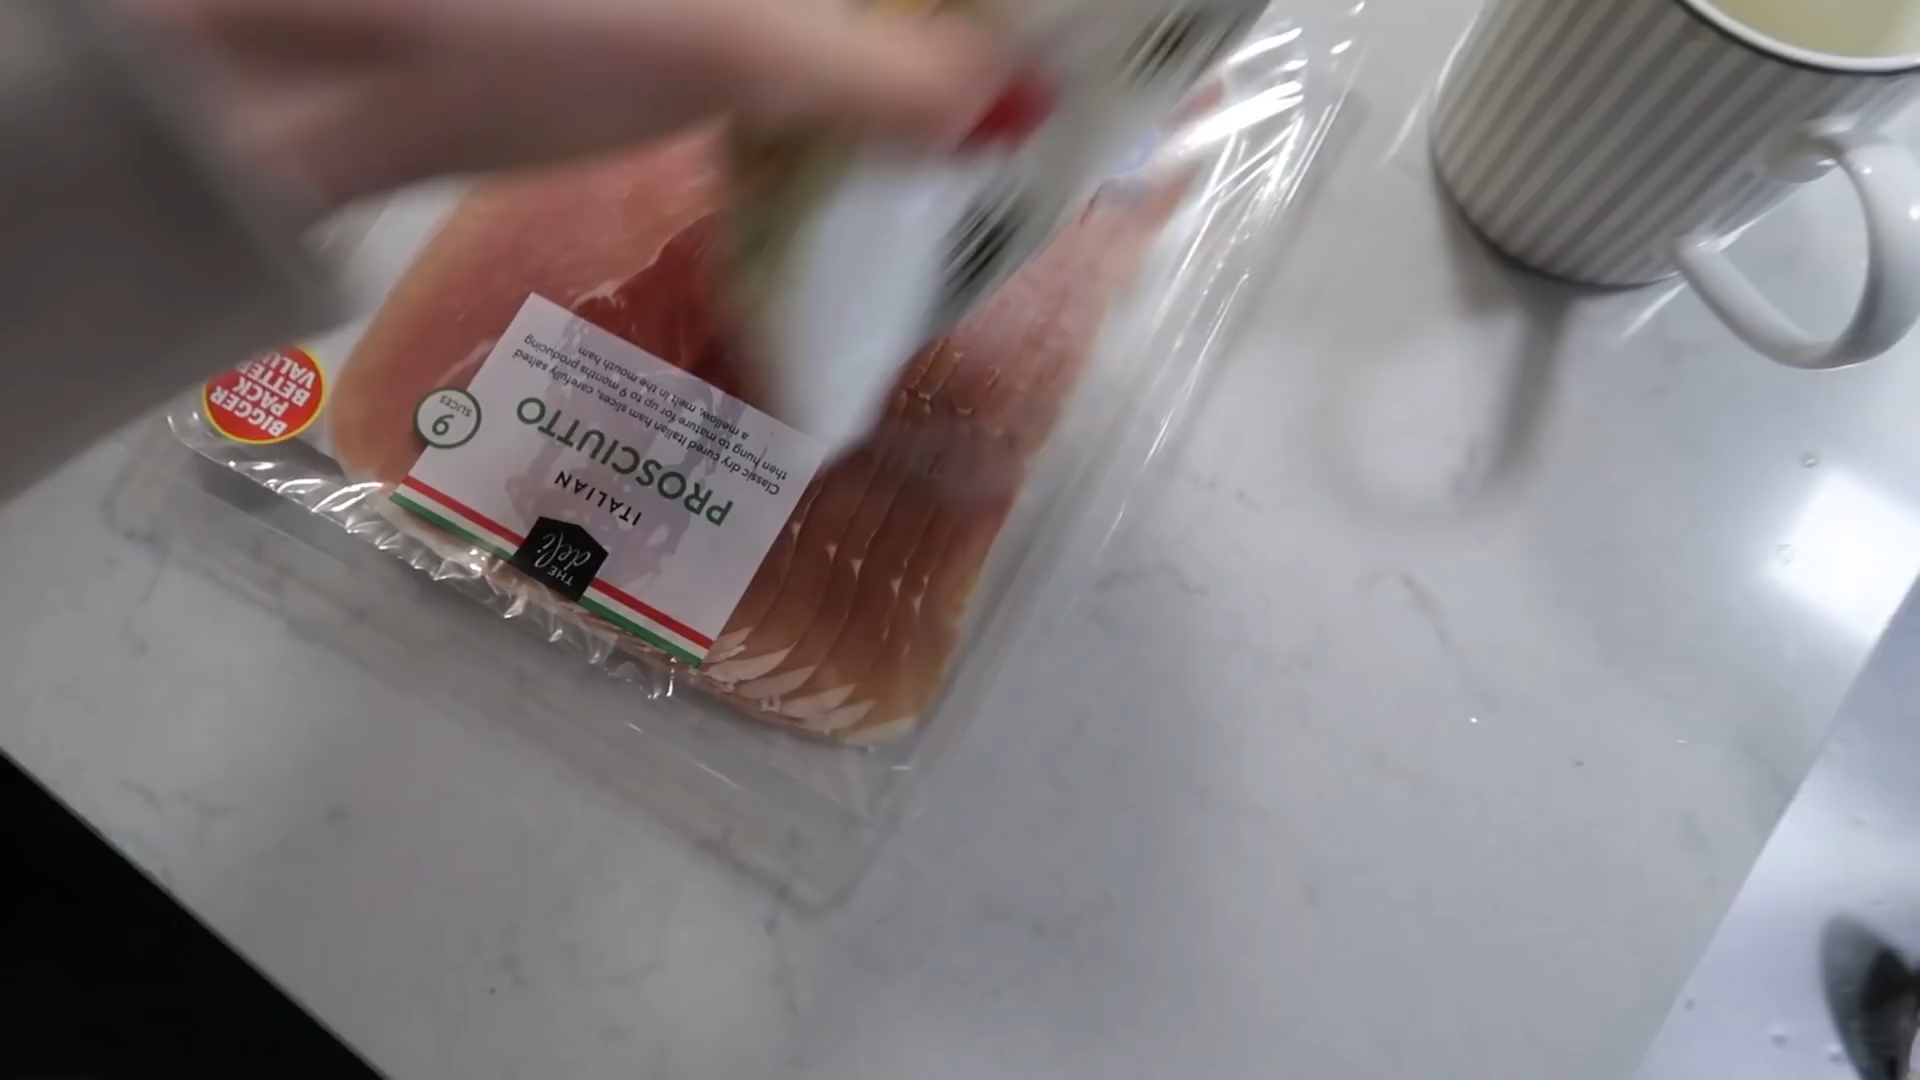 THE
deli
ITALIAN
PROSCIUTTO
Classic dry cured Italian ham slices, carefully salted
then hung to mature for up to 9 months producing
a mellow, melt in the mouth ham
9
SLICES
BIGGER
PACK
BETTER